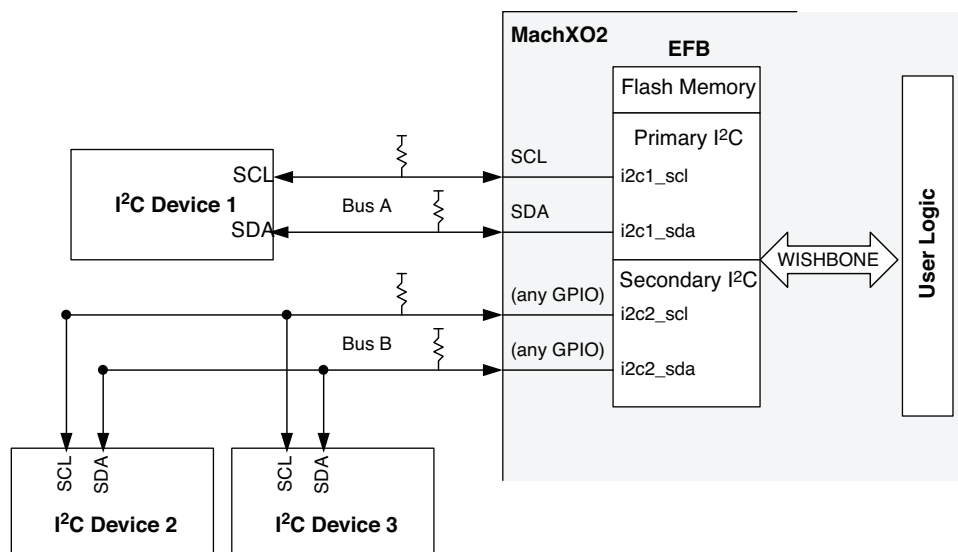 MachXO2
EFB
Flash Memory
Primary I²C
SCL
i2c1_scl
SDA
i2c1_sda
SCL
I²C Device 1
SDA
Bus A
WISHBONE
User Logic
Secondary I²C
(any GPIO)
i2c2_scl
Bus B
(any GPIO)
i2c2_sda
SCL
SDA
I²C Device 2
SCL
SDA
I²C Device 3